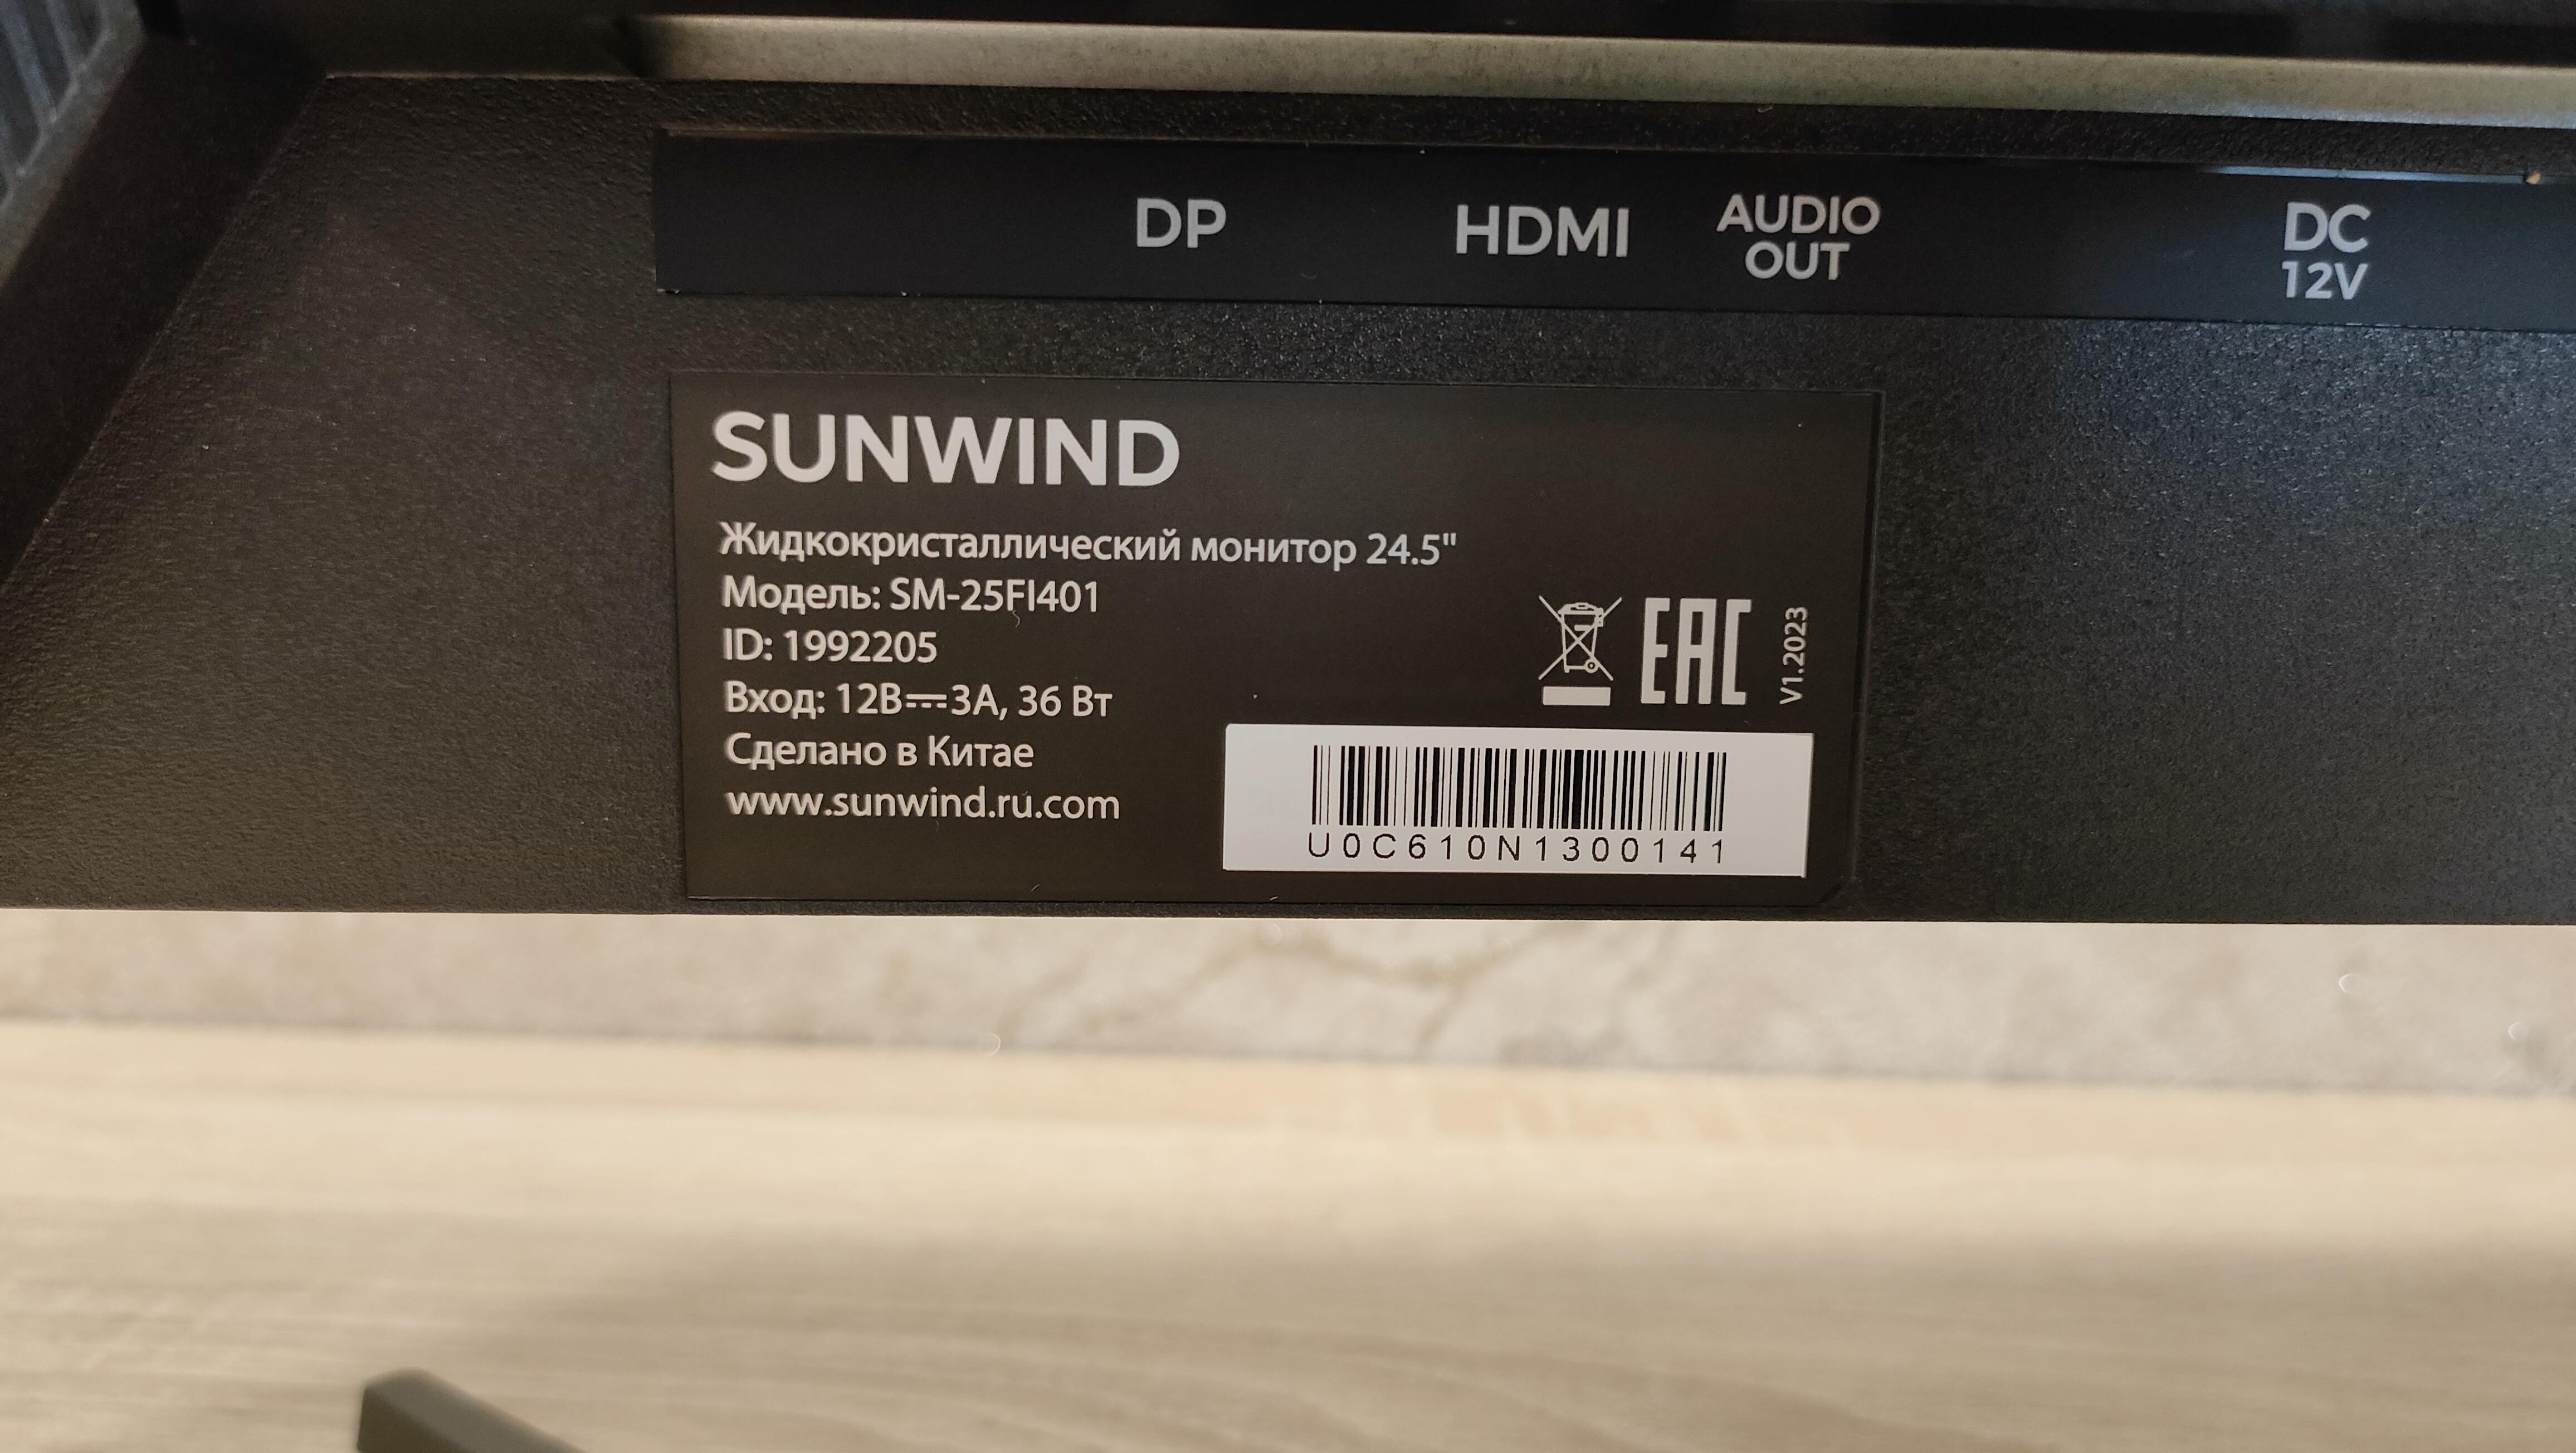 DP
HDMI
AUDIO
OUT
DC
12V
SUNWIND
Жидкокристаллический монитор 24.5"
Модель: SM-25FI401
ID: 1992205
Вход: 12В⎓3А, 36 Вт
Сделано в Китае
www.sunwind.ru.com
EAC
V1.2023
U0C610N1300141